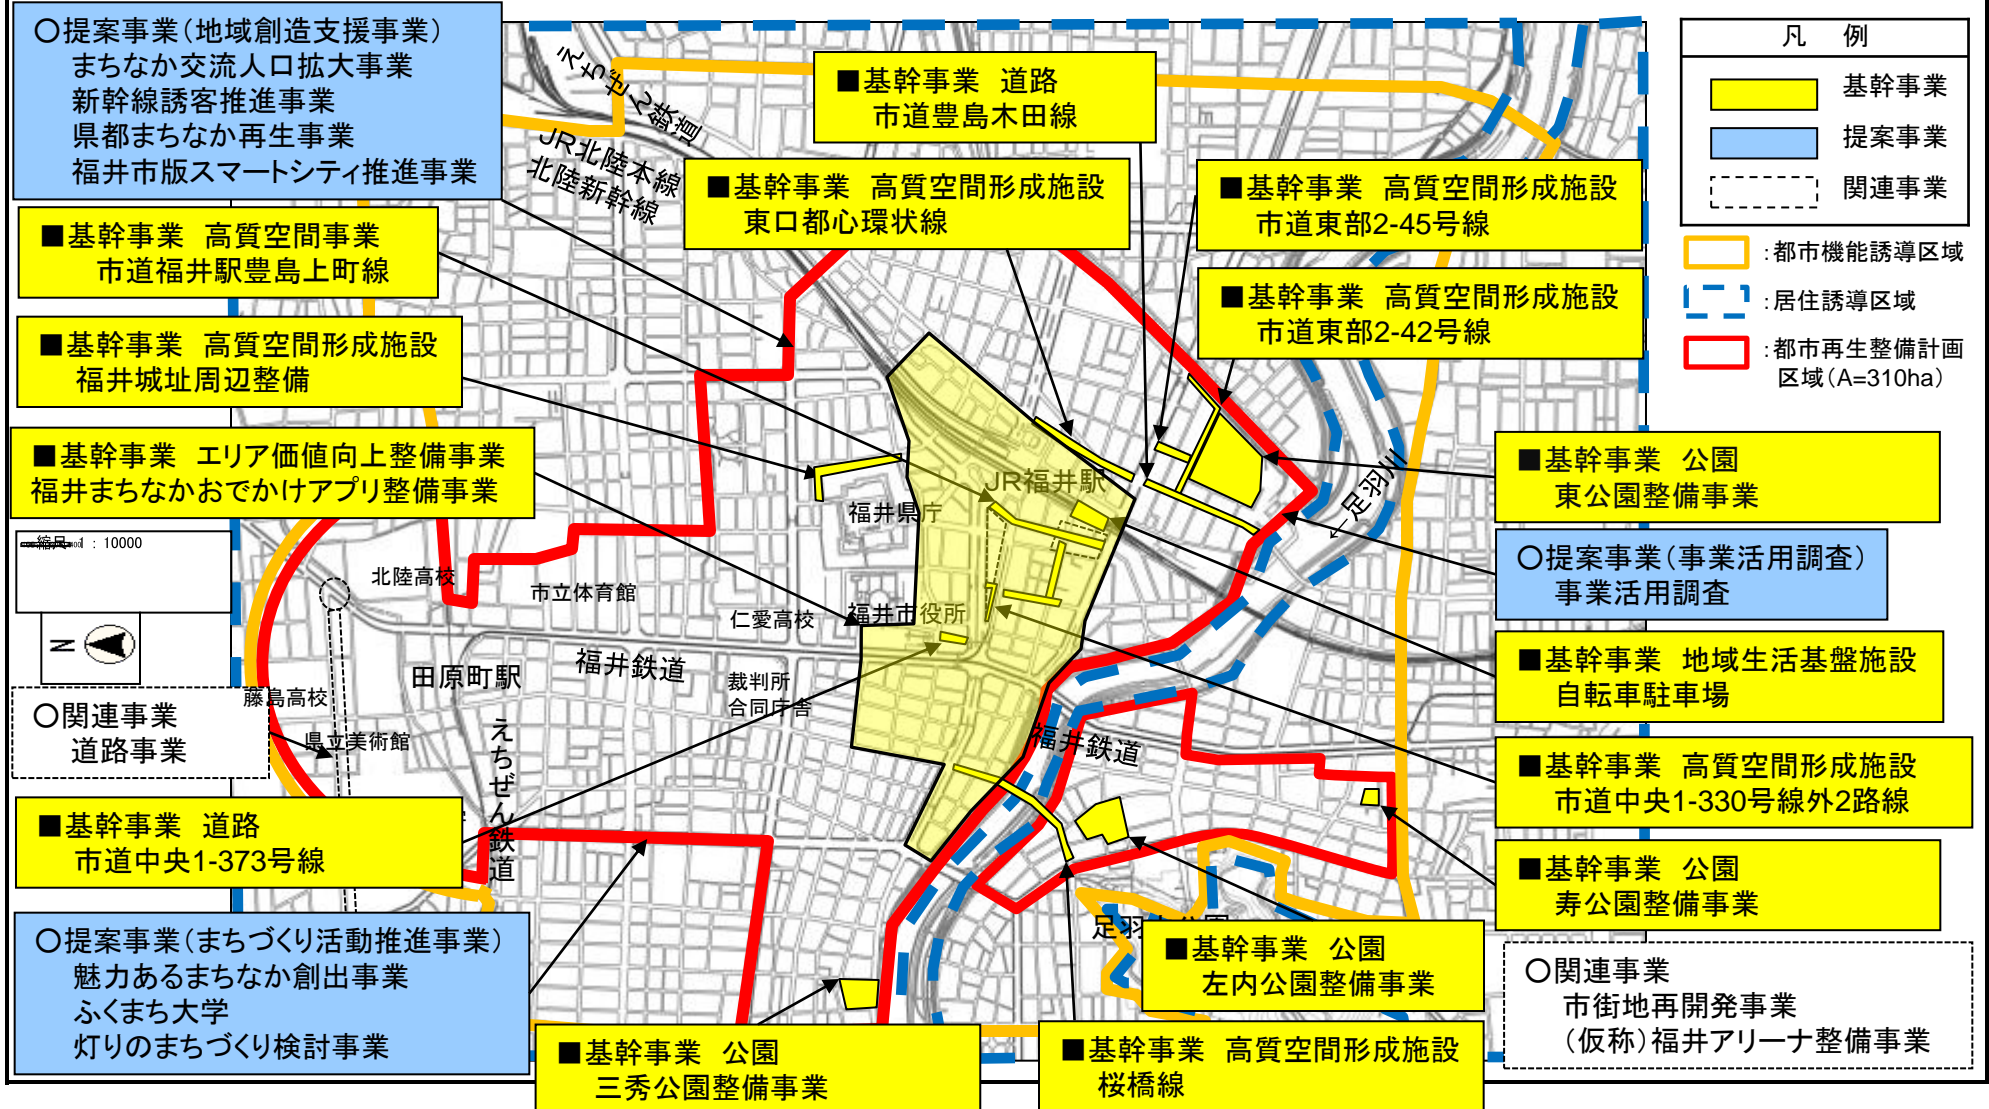 〇提案事業（地域創造支援事業）
まちなか交流人口拡大事業
新幹線誘客推進事業
県都まちなか再生事業
福井市版スマートシティ推進事業
■基幹事業　高質空間事業
市道福井駅豊島上町線
■基幹事業　高質空間形成施設
福井城址周辺整備
■基幹事業　エリア価値向上整備事業
福井まちなかおでかけアプリ整備事業
縮尺 : 10000
N
〇関連事業
道路事業
■基幹事業　道路
市道中央1-373号線
〇提案事業（まちづくり活動推進事業）
魅力あるまちなか創出事業
ふくまち大学
灯りのまちづくり検討事業
■基幹事業　道路
市道豊島木田線
■基幹事業　高質空間形成施設
東口都心環状線
■基幹事業　高質空間形成施設
市道東部2-45号線
■基幹事業　高質空間形成施設
市道東部2-42号線
えちぜん鉄道
JR北陸本線
北陸新幹線
JR福井駅
福井県庁
北陸高校
市立体育館
仁愛高校
福井市役所
田原町駅
福井鉄道
裁判所
合同庁舎
藤島高校
県立美術館
えちぜん鉄道
福井鉄道
←足羽川
■基幹事業　公園
三秀公園整備事業
■基幹事業　高質空間形成施設
桜橋線
■基幹事業　公園
左内公園整備事業
凡　例
基幹事業
提案事業
関連事業
：都市機能誘導区域
：居住誘導区域
：都市再生整備計画
区域（A=310ha）
■基幹事業　公園
東公園整備事業
〇提案事業（事業活用調査）
事業活用調査
■基幹事業　地域生活基盤施設
自転車駐車場
■基幹事業　高質空間形成施設
市道中央1-330号線外2路線
■基幹事業　公園
寿公園整備事業
〇関連事業
市街地再開発事業
（仮称）福井アリーナ整備事業